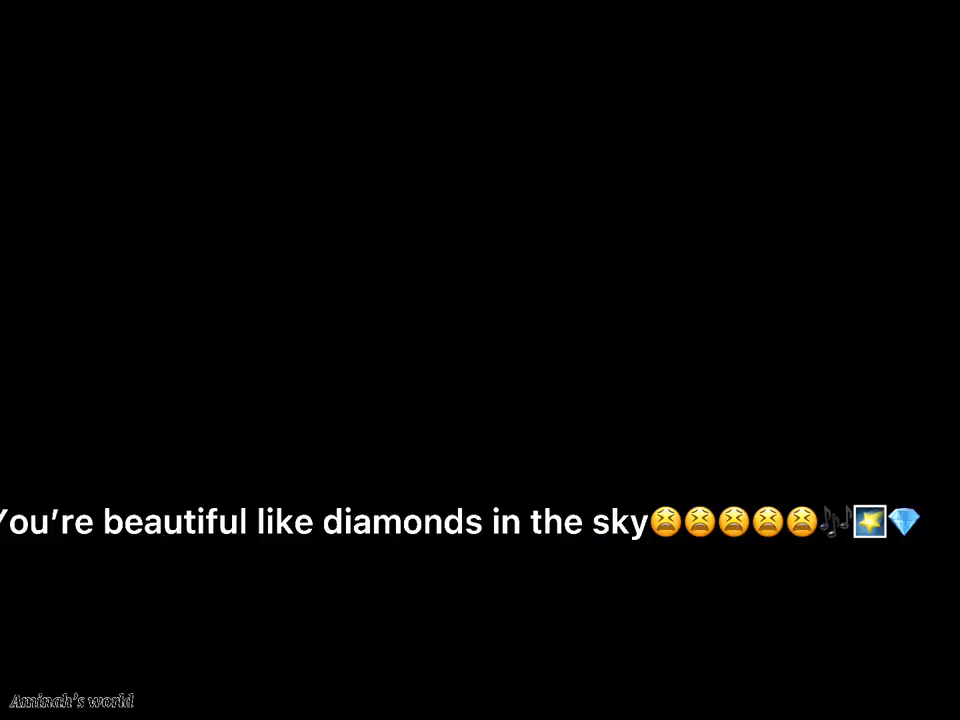 You're beautiful like diamonds in the sky😫😫😫😫😫🎶🌠💎
Aminah's world